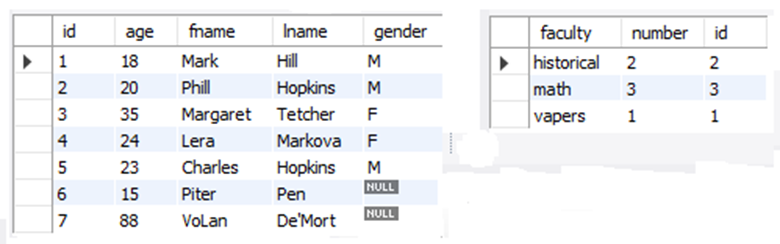 id age fname lname gender
1 18 Mark Hill M
2 20 Phill Hopkins M
3 35 Margaret Tetcher F
4 24 Lera Markova F
5 23 Charles Hopkins M
6 15 Piter Pen NULL
7 88 VoLan De'Mort NULL
faculty number id
historical 2 2
math 3 3
vapers 1 1